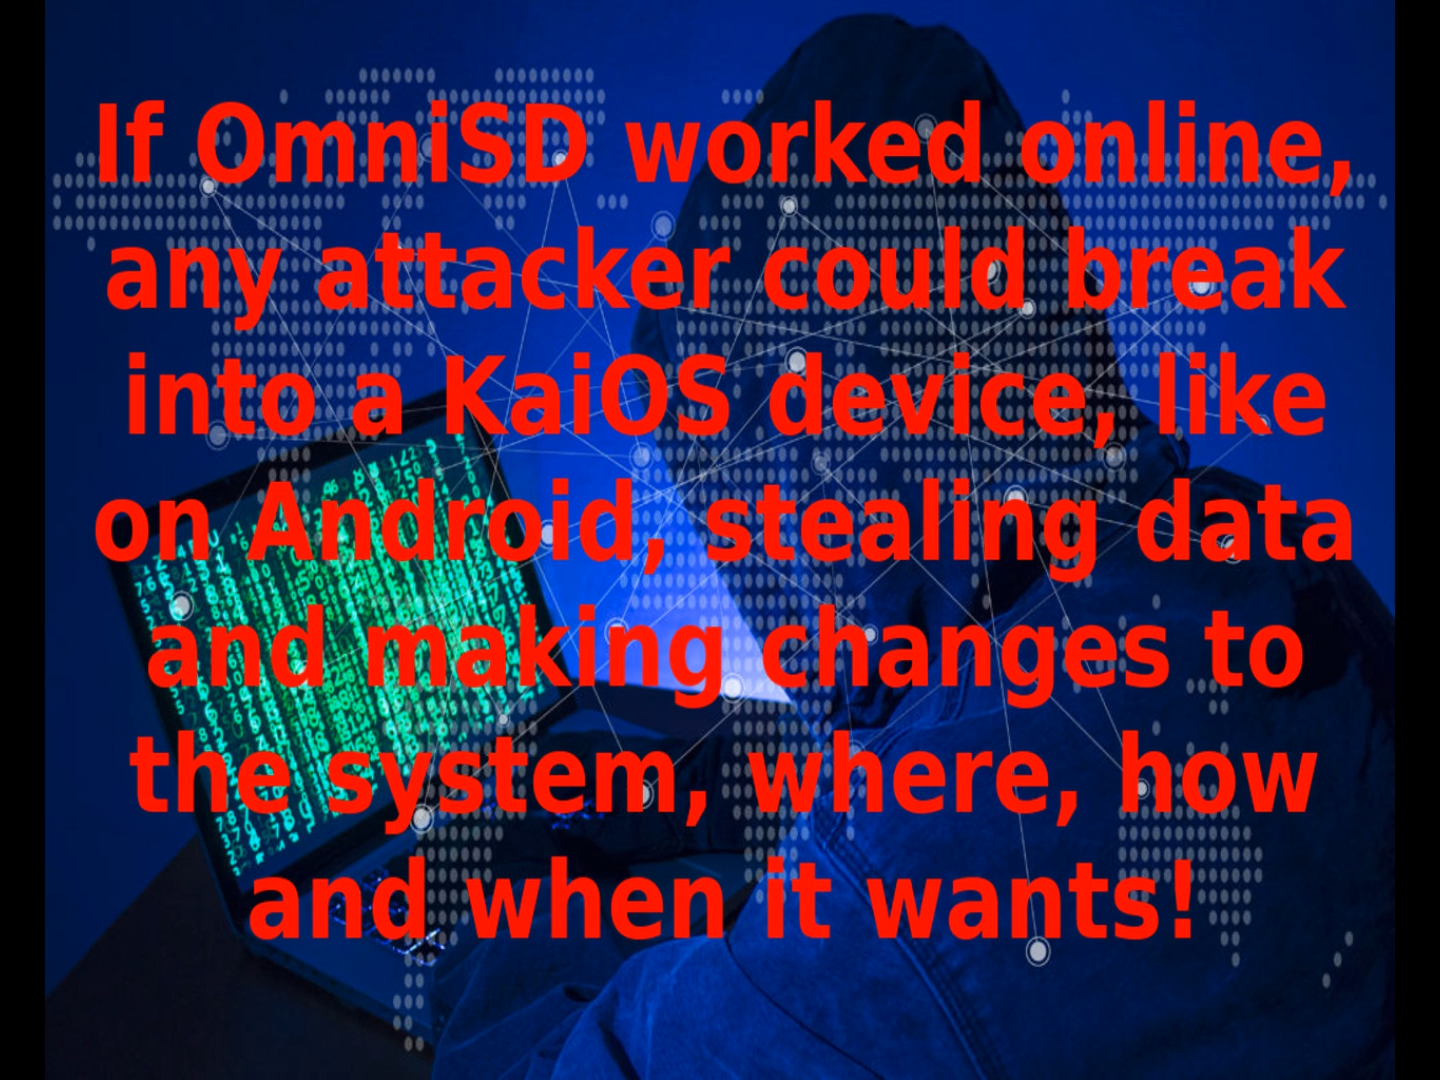 If OmniSD worked online,
any attacker could break
into a KaiOS device, like
on Android, stealing data
and making changes to
the system, where, how
and when it wants!